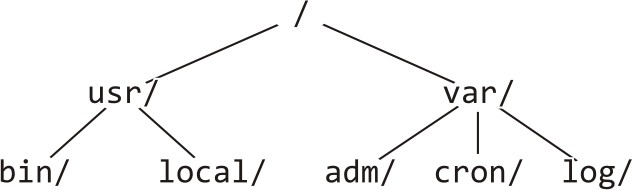 /
usr/ var/
bin/ local/ adm/ cron/ log/